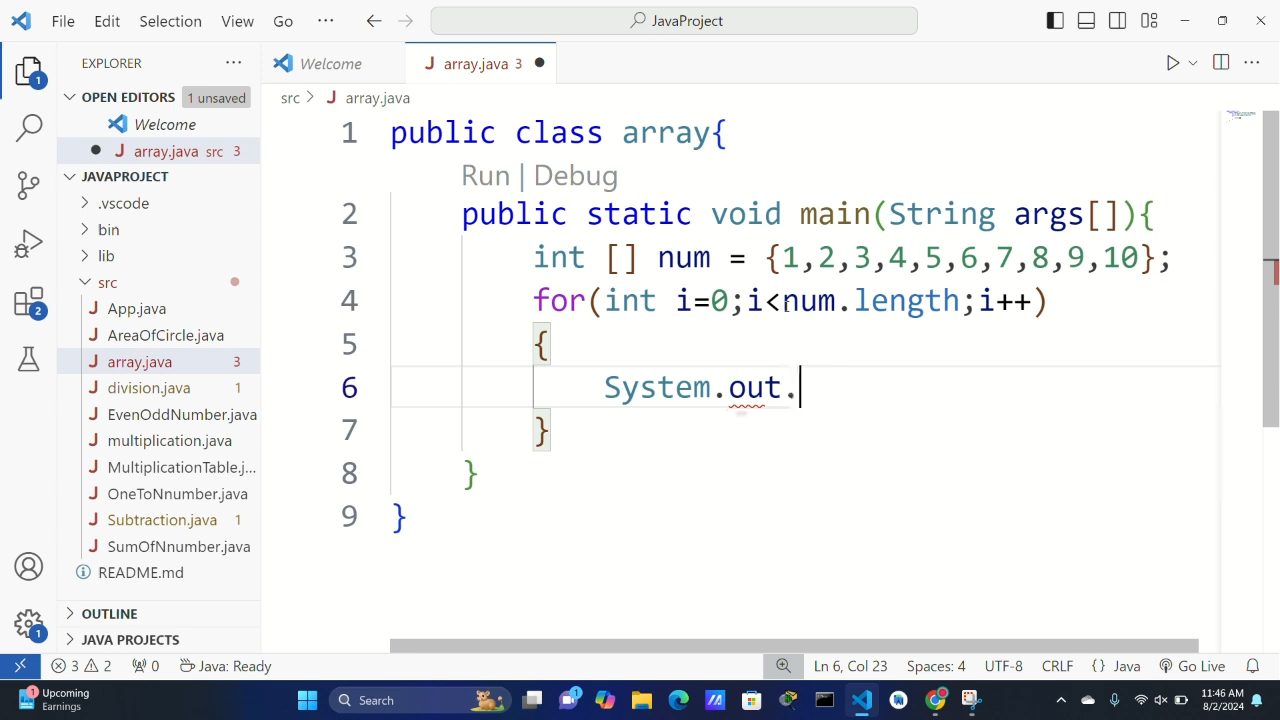 File Edit Selection View Go ··· JavaProject
EXPLORER ···
OPEN EDITORS 1 unsaved
Welcome
array.java src 3
JAVAPROJECT
.vscode
bin
lib
src
App.java
AreaOfCircle.java
array.java 3
division.java 1
EvenOddNumber.java
multiplication.java
MultiplicationTable.j...
OneToNnumber.java
Subtraction.java 1
SumOfNnumber.java
README.md
OUTLINE
JAVA PROJECTS
1
2
1
Welcome array.java 3
src > array.java
1 public class array{
Run | Debug
2 public static void main(String args[]){
3 int [] num = {1,2,3,4,5,6,7,8,9,10};
4 for(int i=0;i<num.length;i++)
5 {
6 System.out.
7 }
8 }
9 }
3 2 0 Java: Ready Ln 6, Col 23 Spaces: 4 UTF-8 CRLF {} Java Go Live
1 Upcoming
Earnings
Search
1
11:46 AM
8/2/2024